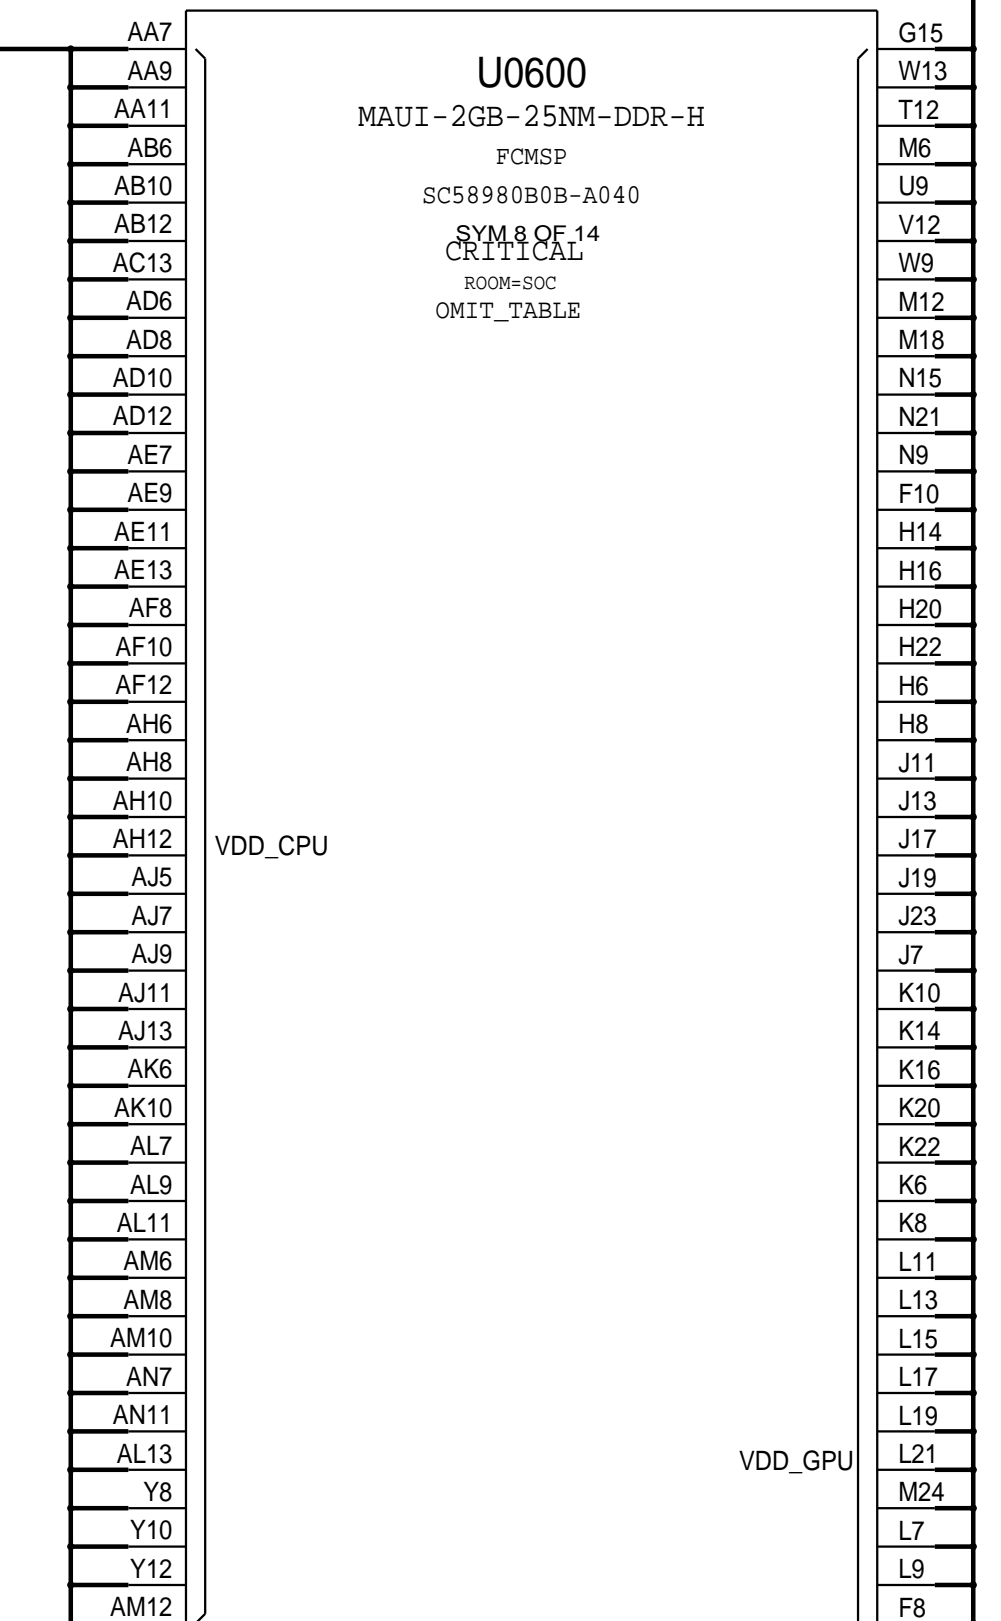 AA7 G15
AA9 U0600 W13
AA11 MAUI-2GB-25NM-DDR-H T12
AB6 FCMSP M6
AB10 SC58980B0B-A040 U9
AB12 SYM 8 OF 14 V12
CRITICAL
AC13 W9
ROOM=SOC
AD6 OMIT_TABLE M12
AD8 M18
AD10 N15
AD12 N21
AE7 N9
AE9 F10
AE11 H14
AE13 H16
AF8 H20
AF10 H22
AF12 H6
AH6 H8
AH8 J11
AH10 J13
AH12 VDD_CPU J17
AJ5 J19
AJ7 J23
AJ9 J7
AJ11 K10
AJ13 K14
AK6 K16
AK10 K20
AL7 K22
AL9 K6
AL11 K8
AM6 L11
AM8 L13
AM10 L15
AN7 L17
AN11 L19
AL13 VDD_GPU L21
Y8 M24
Y10 L7
Y12 L9
AM12 F8